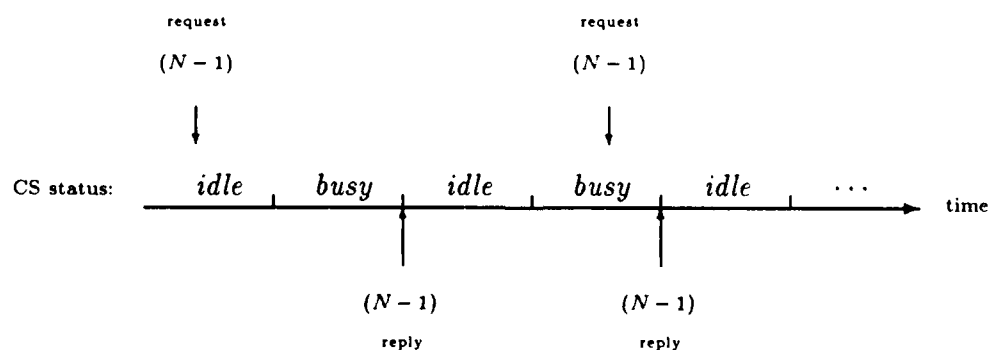 request request
(N − 1) (N − 1)
CS status: idle busy idle busy idle ···
time
(N − 1) (N − 1)
reply reply